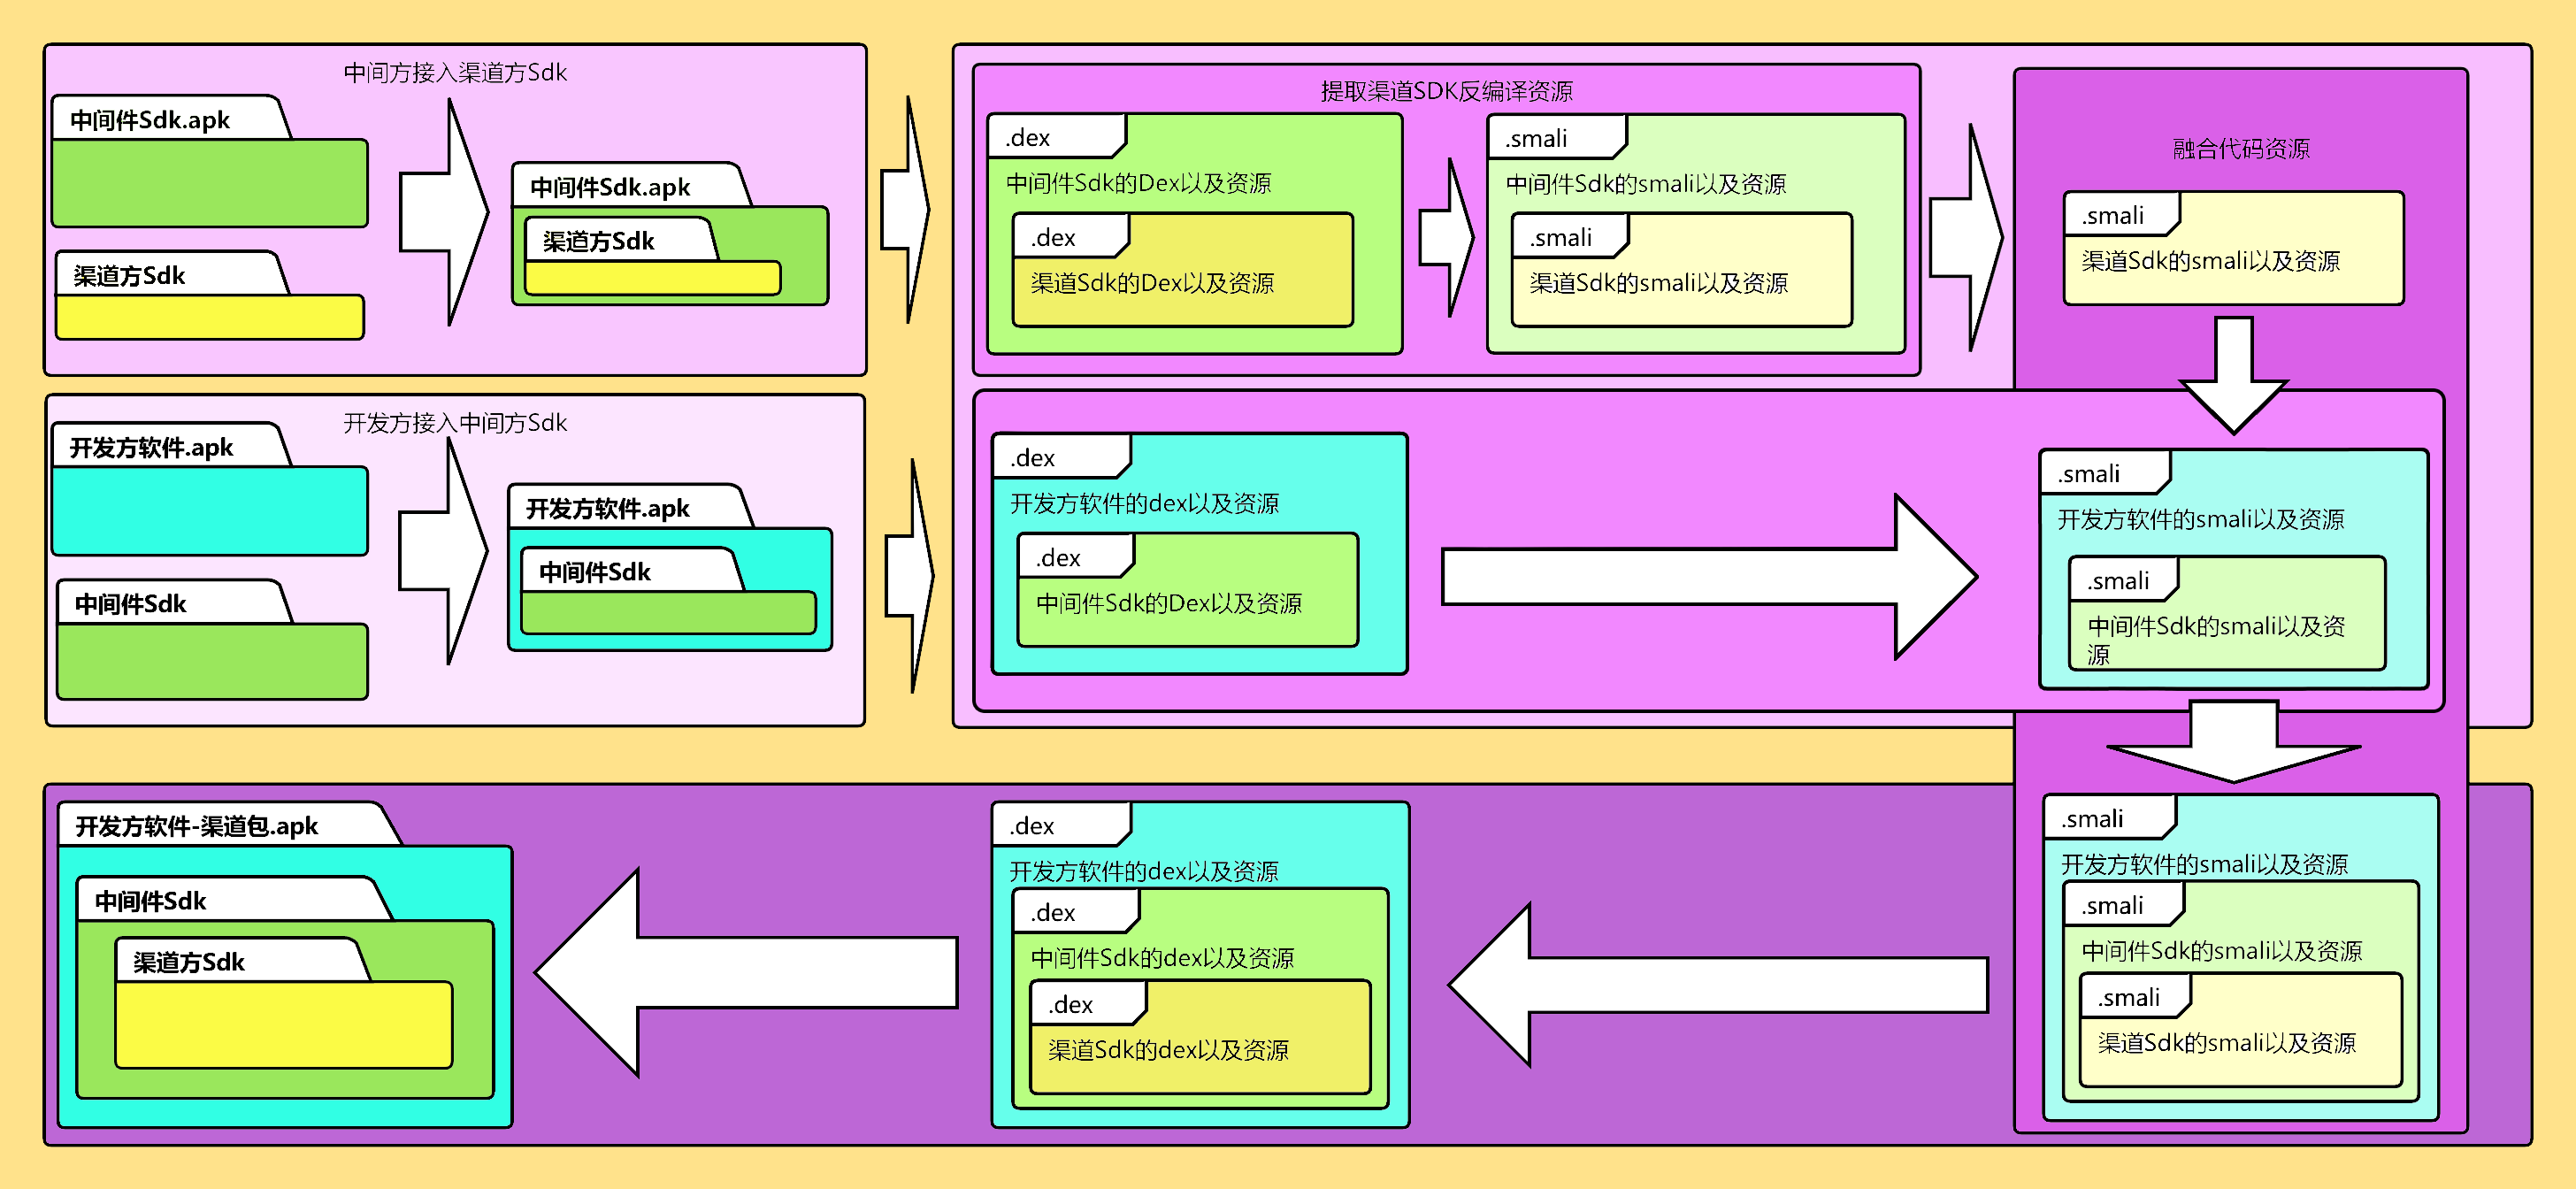 中间方接入渠道方Sdk
中间件Sdk.apk
渠道方Sdk
中间件Sdk.apk
渠道方Sdk
提取渠道SDK反编译资源
.dex
中间件Sdk的Dex以及资源
.dex
渠道Sdk的Dex以及资源
.smali
中间件Sdk的smali以及资源
.smali
渠道Sdk的smali以及资源
融合代码资源
.smali
渠道Sdk的smali以及资源
开发方接入中间方Sdk
开发方软件.apk
中间件Sdk
开发方软件.apk
中间件Sdk
.dex
开发方软件的dex以及资源
.dex
中间件Sdk的Dex以及资源
.smali
开发方软件的smali以及资源
.smali
中间件Sdk的smali以及资
源
开发方软件-渠道包.apk
中间件Sdk
渠道方Sdk
.dex
开发方软件的dex以及资源
.dex
中间件Sdk的dex以及资源
.dex
渠道Sdk的dex以及资源
.smali
开发方软件的smali以及资源
.smali
中间件Sdk的smali以及资源
.smali
渠道Sdk的smali以及资源